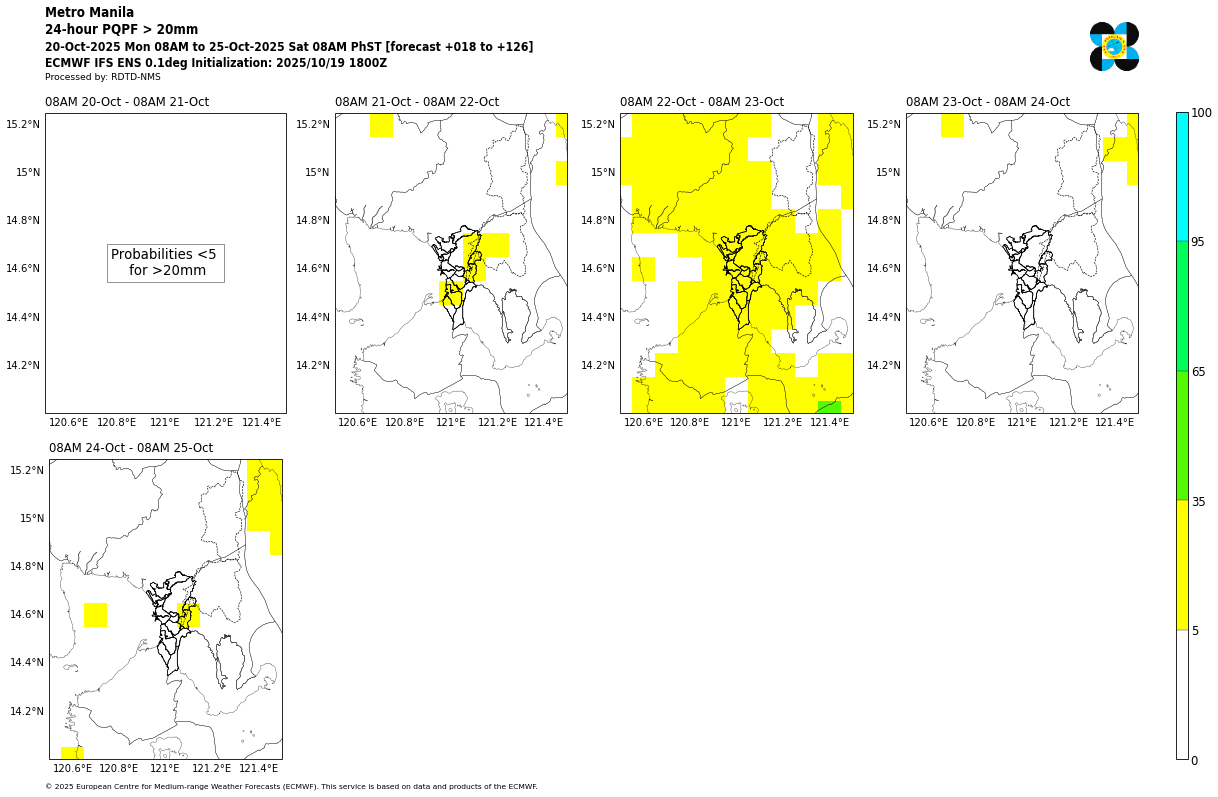 Metro Manila
24-hour PQPF > 20mm
20-Oct-2025 Mon 08AM to 25-Oct-2025 Sat 08AM PhST [forecast +018 to +126]
ECMWF IFS ENS 0.1deg Initialization: 2025/10/19 1800Z
Processed by: RDTD-NMS
08AM 20-Oct - 08AM 21-Oct
15.2°N
15°N
14.8°N
14.6°N
14.4°N
14.2°N
Probabilities <5
for >20mm
120.6°E 120.8°E 121°E 121.2°E 121.4°E
08AM 21-Oct - 08AM 22-Oct
15.2°N
15°N
14.8°N
14.6°N
14.4°N
14.2°N
120.6°E 120.8°E 121°E 121.2°E 121.4°E
08AM 22-Oct - 08AM 23-Oct
15.2°N
15°N
14.8°N
14.6°N
14.4°N
14.2°N
120.6°E 120.8°E 121°E 121.2°E 121.4°E
08AM 23-Oct - 08AM 24-Oct
15.2°N
15°N
14.8°N
14.6°N
14.4°N
14.2°N
120.6°E 120.8°E 121°E 121.2°E 121.4°E
08AM 24-Oct - 08AM 25-Oct
15.2°N
15°N
14.8°N
14.6°N
14.4°N
14.2°N
120.6°E 120.8°E 121°E 121.2°E 121.4°E
100
95
65
35
5
0
© 2025 European Centre for Medium-range Weather Forecasts (ECMWF). This service is based on data and products of the ECMWF.